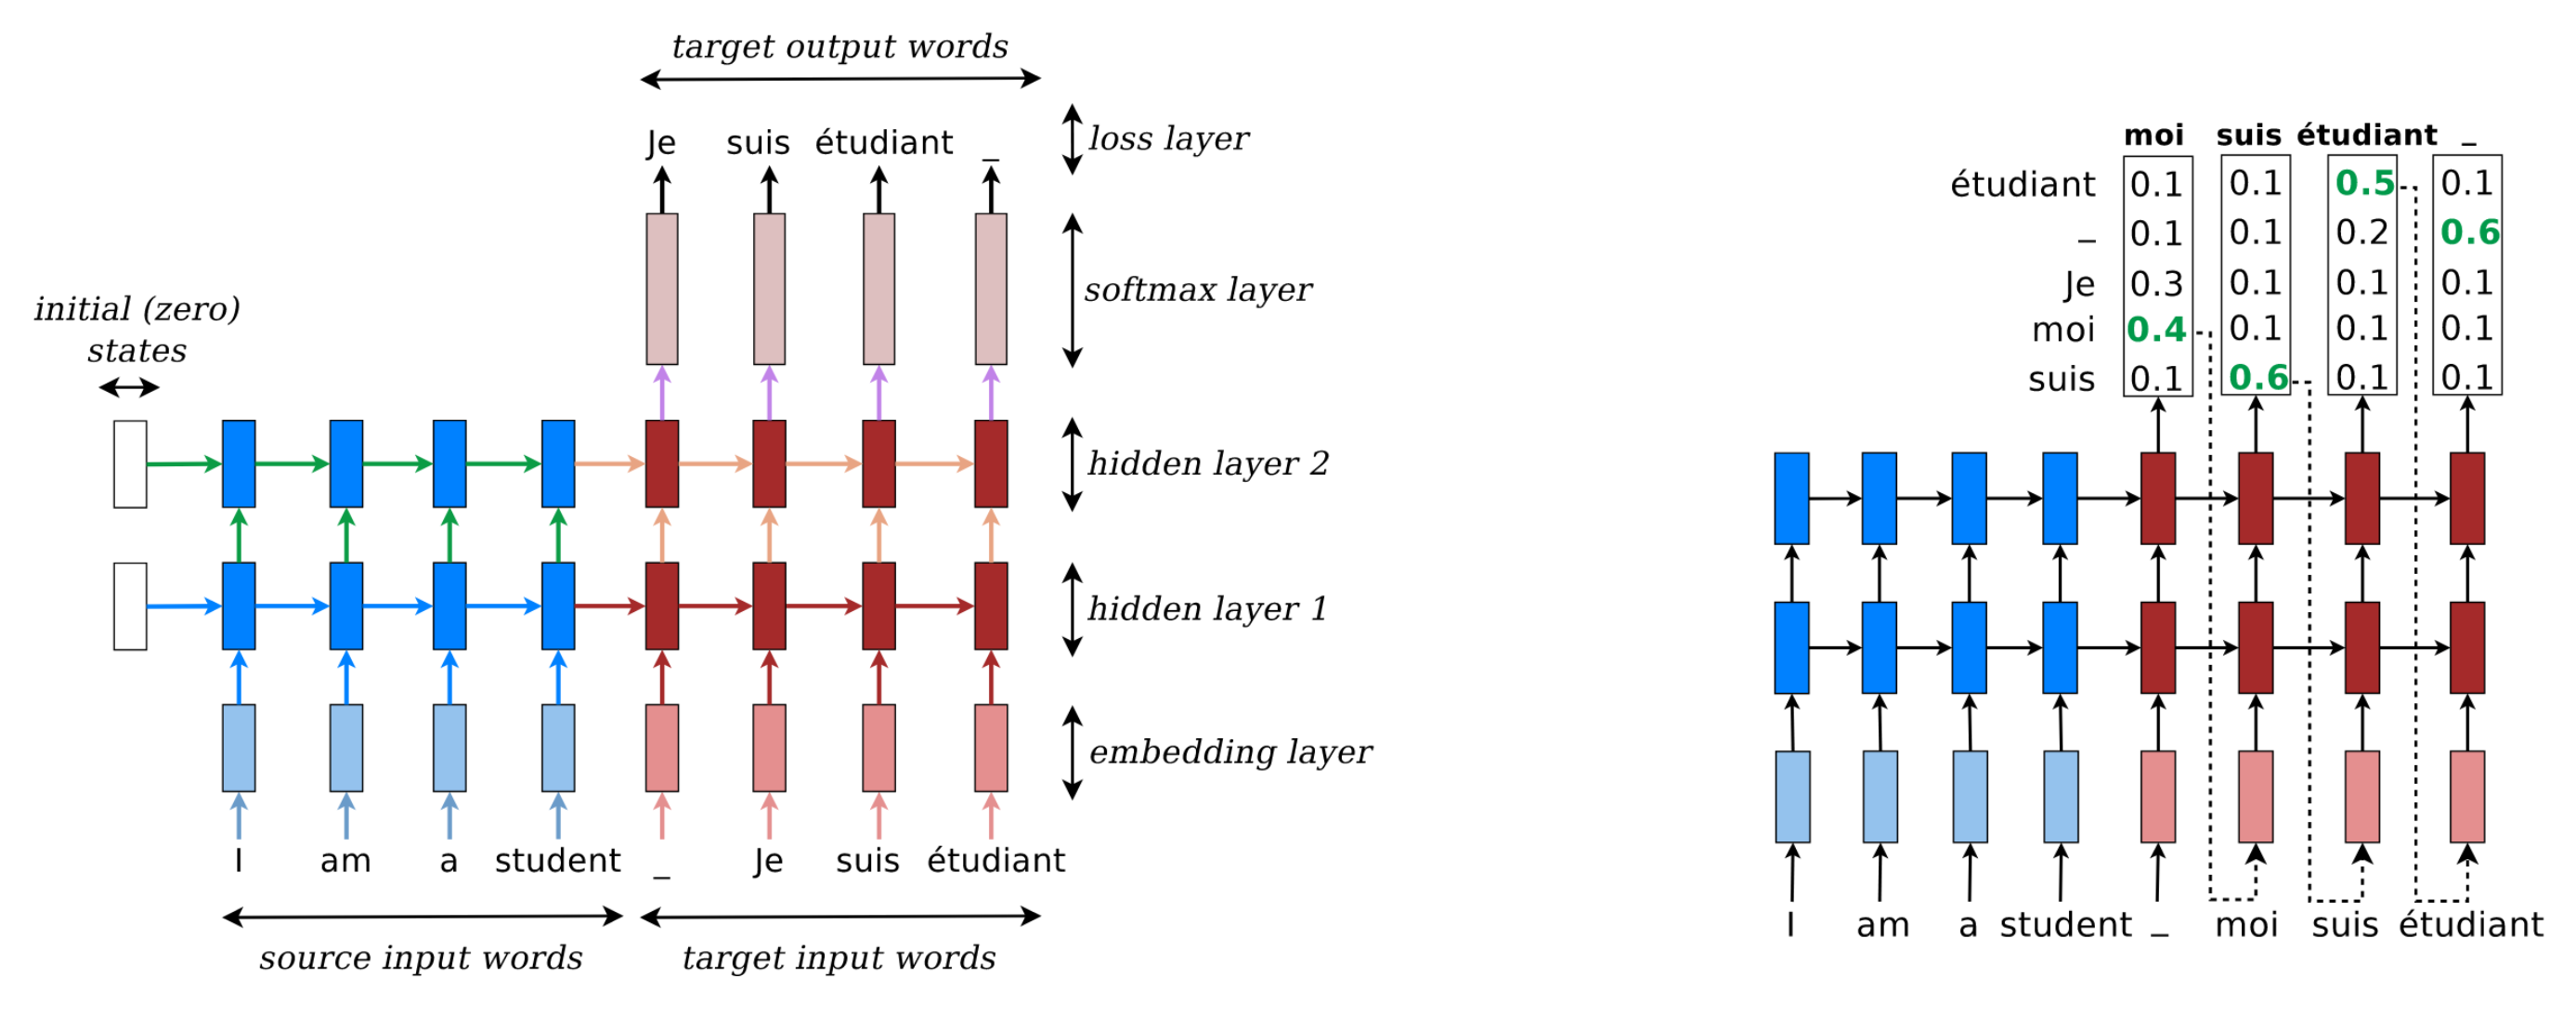 target output words
Je suis étudiant _
loss layer
softmax layer
initial (zero)
states
hidden layer 2
hidden layer 1
embedding layer
I am a student _ Je suis étudiant
source input words target input words
moi suis étudiant _
étudiant 0.1 0.1 0.5 0.1
_ 0.1 0.1 0.2 0.6
Je 0.3 0.1 0.1 0.1
moi 0.4 0.1 0.1 0.1
suis 0.1 0.6 0.1 0.1
I am a student _ moi suis étudiant